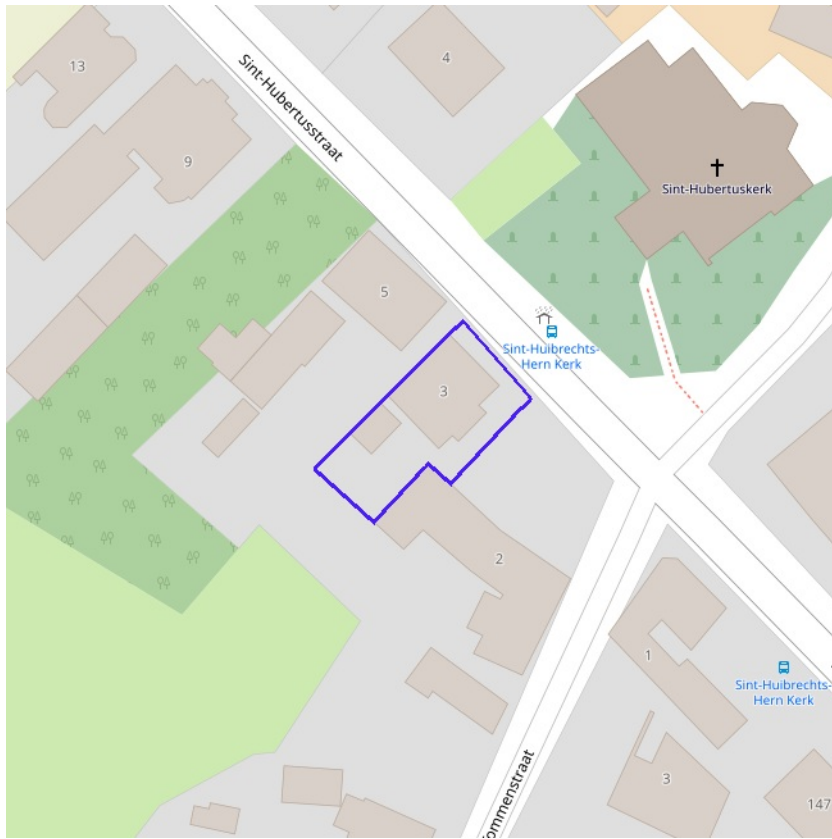 4
13
Sint-Hubertusstraat
9
Sint-Hubertuskerk
5
Sint-Huibrechts-
Hern Kerk
3
2
1
Sint-Huibrechts-
Hern Kerk
3
147
ommenstraat